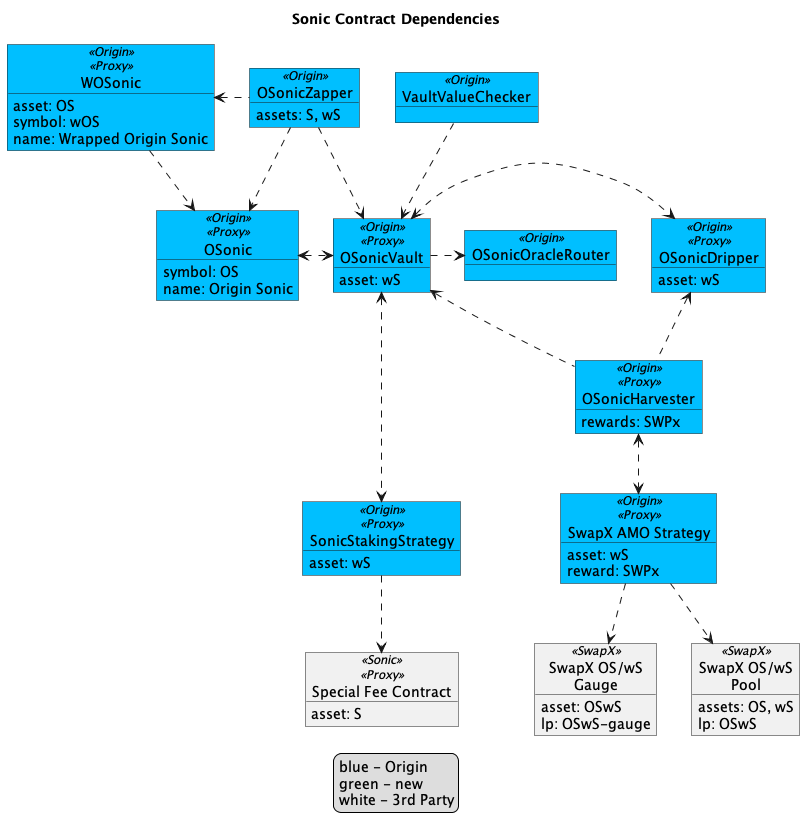 Sonic Contract Dependencies
«Origin»
«Proxy»
WOSonic
asset: OS
symbol: wOS
name: Wrapped Origin Sonic
«Origin»
OSonicZapper
assets: S, wS
«Origin»
VaultValueChecker
«Origin»
«Proxy»
OSonic
symbol: OS
name: Origin Sonic
«Origin»
«Proxy»
OSonicVault
asset: wS
«Origin»
OSonicOracleRouter
«Origin»
«Proxy»
OSonicDripper
asset: wS
«Origin»
«Proxy»
OSonicHarvester
rewards: SWPx
«Origin»
«Proxy»
SonicStakingStrategy
asset: wS
«Origin»
«Proxy»
SwapX AMO Strategy
asset: wS
reward: SWPx
«Sonic»
«Proxy»
Special Fee Contract
asset: S
«SwapX»
SwapX OS/wS
Gauge
asset: OSwS
lp: OSwS-gauge
«SwapX»
SwapX OS/wS
Pool
assets: OS, wS
lp: OSwS
blue – Origin
green – new
white – 3rd Party